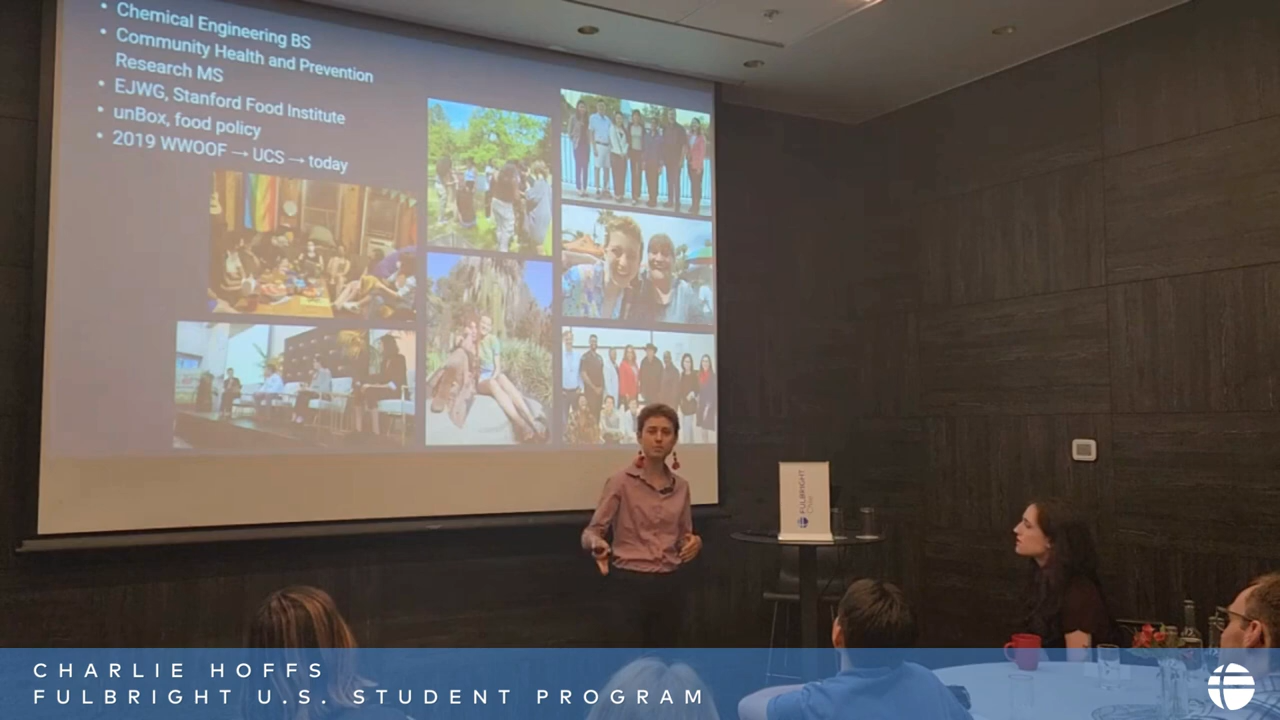 • Chemical Engineering BS
• Community Health and Prevention
Research MS
• EJWG, Stanford Food Institute
• unBox, food policy
• 2019 WWOOF → UCS → today
FULBRIGHT
CHARLIE HOFFS
FULBRIGHT U.S. STUDENT PROGRAM